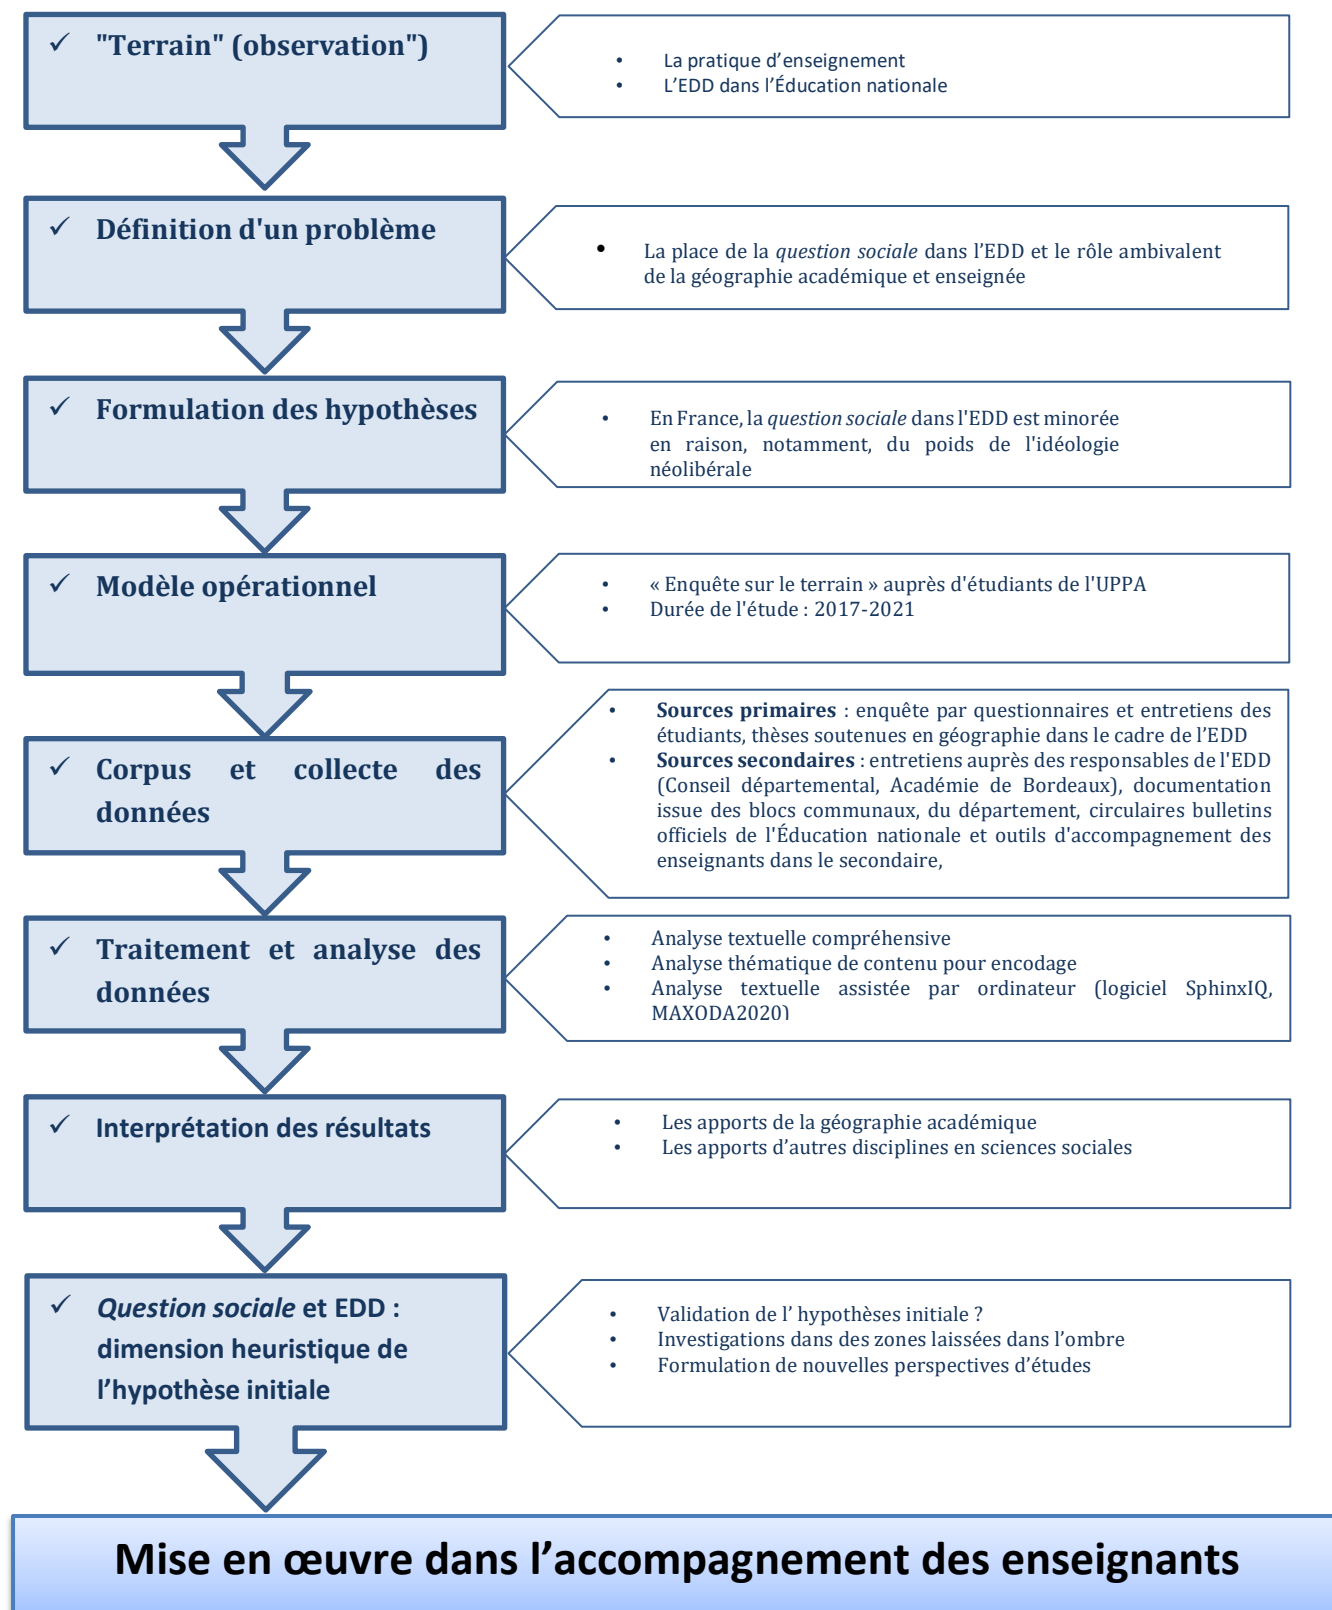 ✓ "Terrain" (observation")
• La pratique d’enseignement
• L’EDD dans l’Éducation nationale
✓ Définition d'un problème
• La place de la question sociale dans l’EDD et le rôle ambivalent
de la géographie académique et enseignée
✓ Formulation des hypothèses
• En France, la question sociale dans l'EDD est minorée
en raison, notamment, du poids de l'idéologie
néolibérale
✓ Modèle opérationnel
• « Enquête sur le terrain » auprès d'étudiants de l'UPPA
• Durée de l'étude : 2017-2021
✓ Corpus et collecte des
données
• Sources primaires : enquête par questionnaires et entretiens des
étudiants, thèses soutenues en géographie dans le cadre de l’EDD
• Sources secondaires : entretiens auprès des responsables de l'EDD
(Conseil départemental, Académie de Bordeaux), documentation
issue des blocs communaux, du département, circulaires bulletins
officiels de l'Éducation nationale et outils d'accompagnement des
enseignants dans le secondaire,
✓ Traitement et analyse des
données
• Analyse textuelle compréhensive
• Analyse thématique de contenu pour encodage
• Analyse textuelle assistée par ordinateur (logiciel SphinxIQ,
MAXODA2020)
✓ Interprétation des résultats
• Les apports de la géographie académique
• Les apports d’autres disciplines en sciences sociales
✓ Question sociale et EDD :
dimension heuristique de
l’hypothèse initiale
• Validation de l’ hypothèses initiale ?
• Investigations dans des zones laissées dans l’ombre
• Formulation de nouvelles perspectives d’études
Mise en œuvre dans l’accompagnement des enseignants